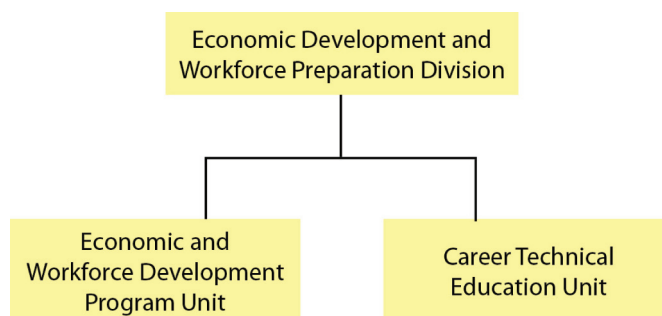 Economic Development and
Workforce Preparation Division
Economic and
Workforce Development
Program Unit
Career Technical
Education Unit